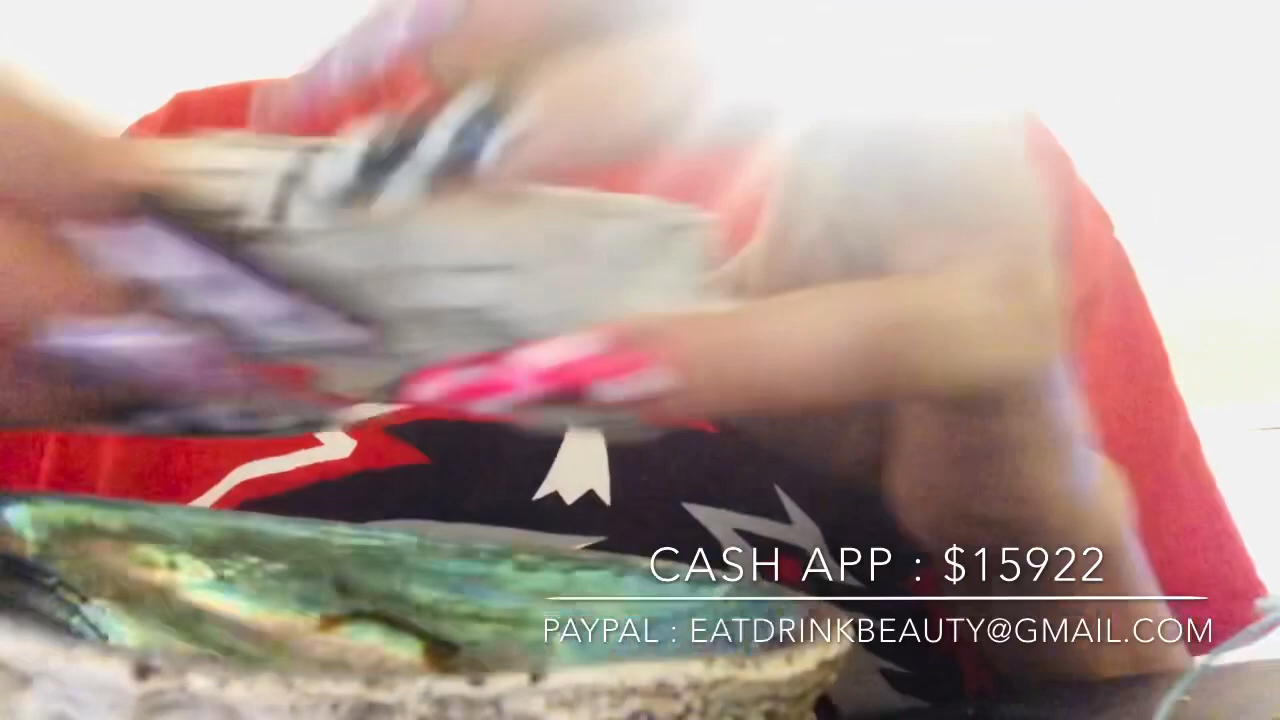 CASH APP : $15922
PAYPAL : EATDRINKBEAUTY@GMAIL.COM